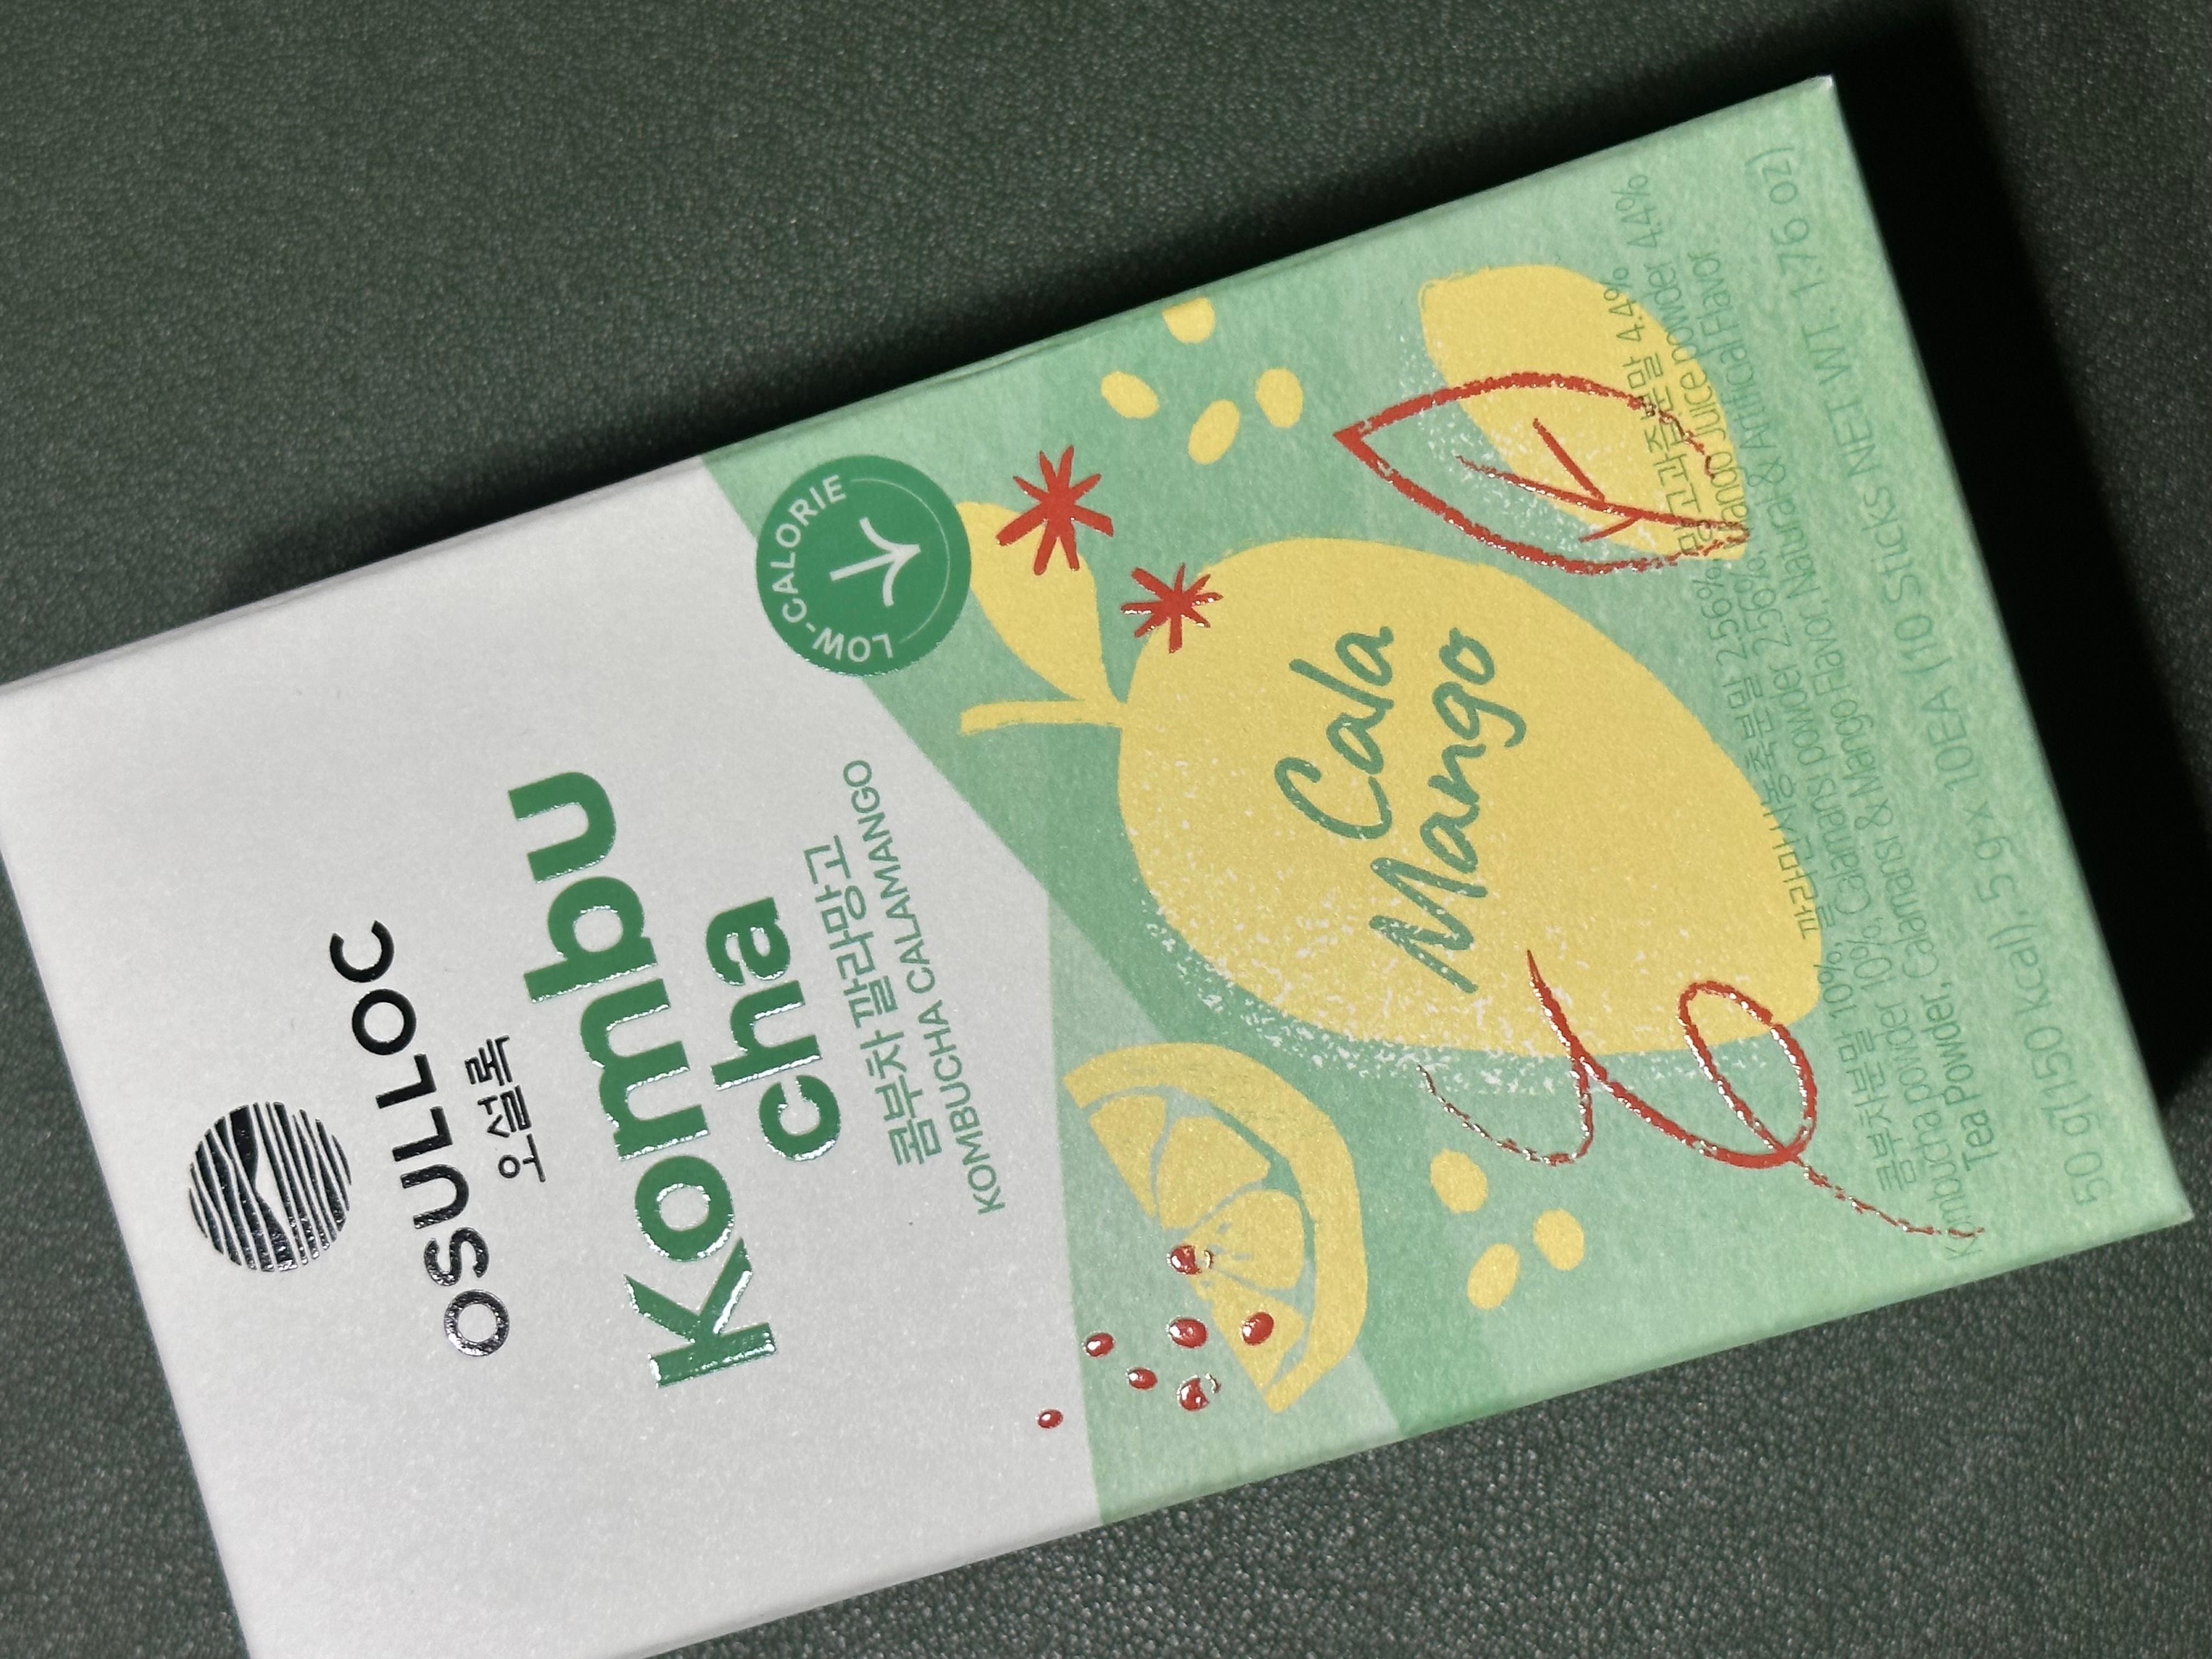 OSULLOC
오설록
Kombu
cha
콤부차 깔라망고
KOMBUCHA CALAMANGO
LOW-CALORIE
Cala
Mango
콤부차분말 10%, 깔라만시농축분말 2.56%, 망고과즙분말 4.4%
Kombucha powder 10%, Calamansi powder 2.56%, Mango Juice powder 4.4%
Tea Powder, Calamansi & Mango Flavor, Natural & Artificial Flavor
50 g(150 kcal), 5 g x 10EA (10 Sticks NET WT. 1.76 oz)